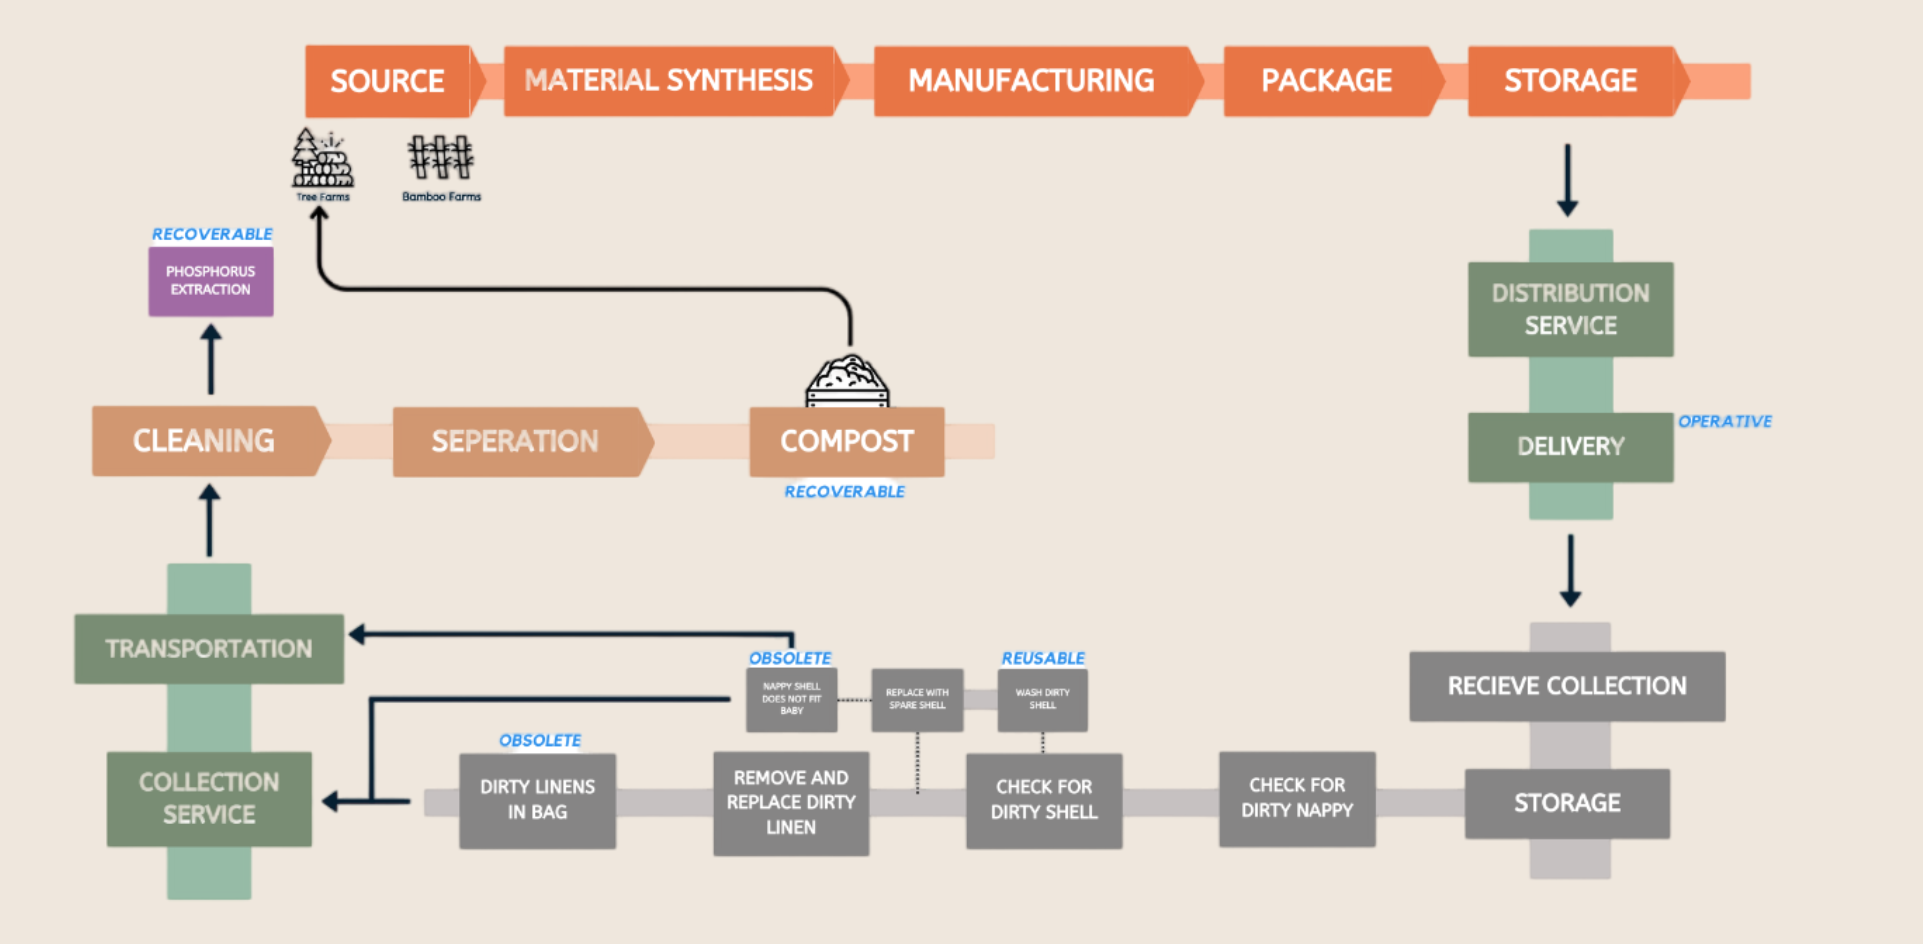 SOURCE
MATERIAL SYNTHESIS
MANUFACTURING
PACKAGE
STORAGE
Tree Farms
Bamboo Farms
RECOVERABLE
PHOSPHORUS
EXTRACTION
DISTRIBUTION
SERVICE
CLEANING
SEPERATION
COMPOST
RECOVERABLE
DELIVERY
OPERATIVE
TRANSPORTATION
OBSOLETE
NAPPY SHELL
DOES NOT FIT
BABY
REPLACE WITH
SPARE SHELL
REUSABLE
WASH DIRTY
SHELL
RECIEVE COLLECTION
COLLECTION
SERVICE
OBSOLETE
DIRTY LINENS
IN BAG
REMOVE AND
REPLACE DIRTY
LINEN
CHECK FOR
DIRTY SHELL
CHECK FOR
DIRTY NAPPY
STORAGE